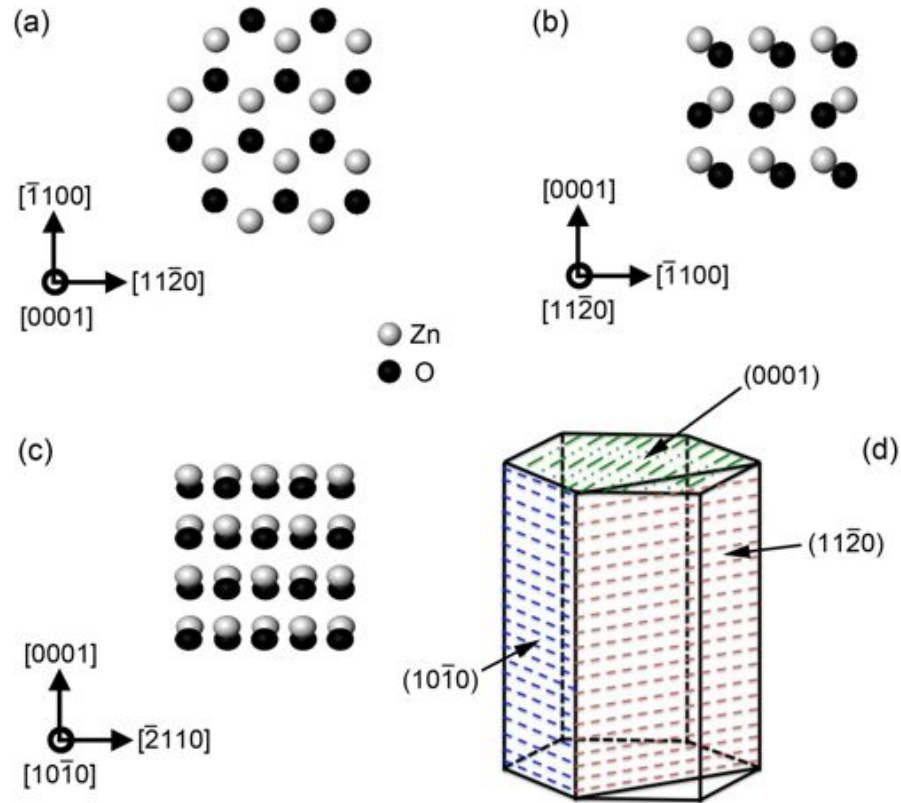 (a)
[1̅100]
[112̅0]
[0001]
(b)
[0001]
[1̅100]
[112̅0]
Zn
O
(c)
[0001]
[2̅110]
[101̅0]
(0001)
(d)
(112̅0)
(101̅0)